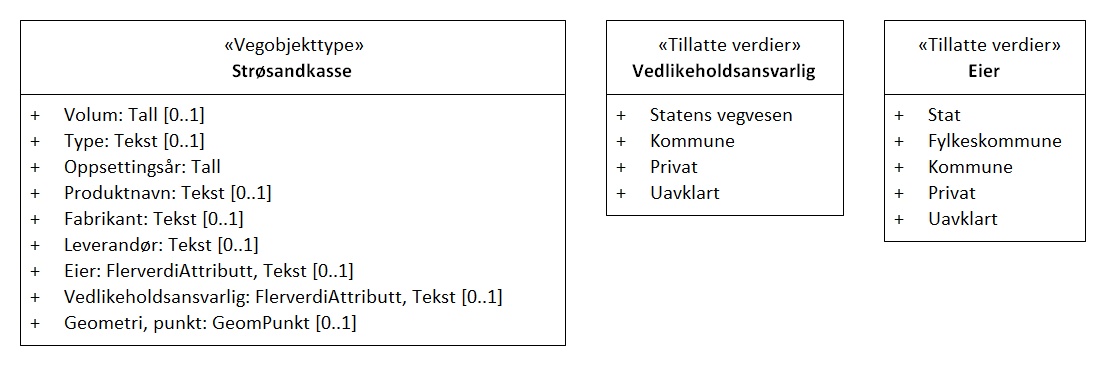 «Vegobjekttype»
Strøsandkasse
+ Volum: Tall [0..1]
+ Type: Tekst [0..1]
+ Oppsettingsår: Tall
+ Produktnavn: Tekst [0..1]
+ Fabrikant: Tekst [0..1]
+ Leverandør: Tekst [0..1]
+ Eier: FlerverdiAttributt, Tekst [0..1]
+ Vedlikeholdsansvarlig: FlerverdiAttributt, Tekst [0..1]
+ Geometri, punkt: GeomPunkt [0..1]
«Tillatte verdier»
Vedlikeholdsansvarlig
+ Statens vegvesen
+ Kommune
+ Privat
+ Uavklart
«Tillatte verdier»
Eier
+ Stat
+ Fylkeskommune
+ Kommune
+ Privat
+ Uavklart